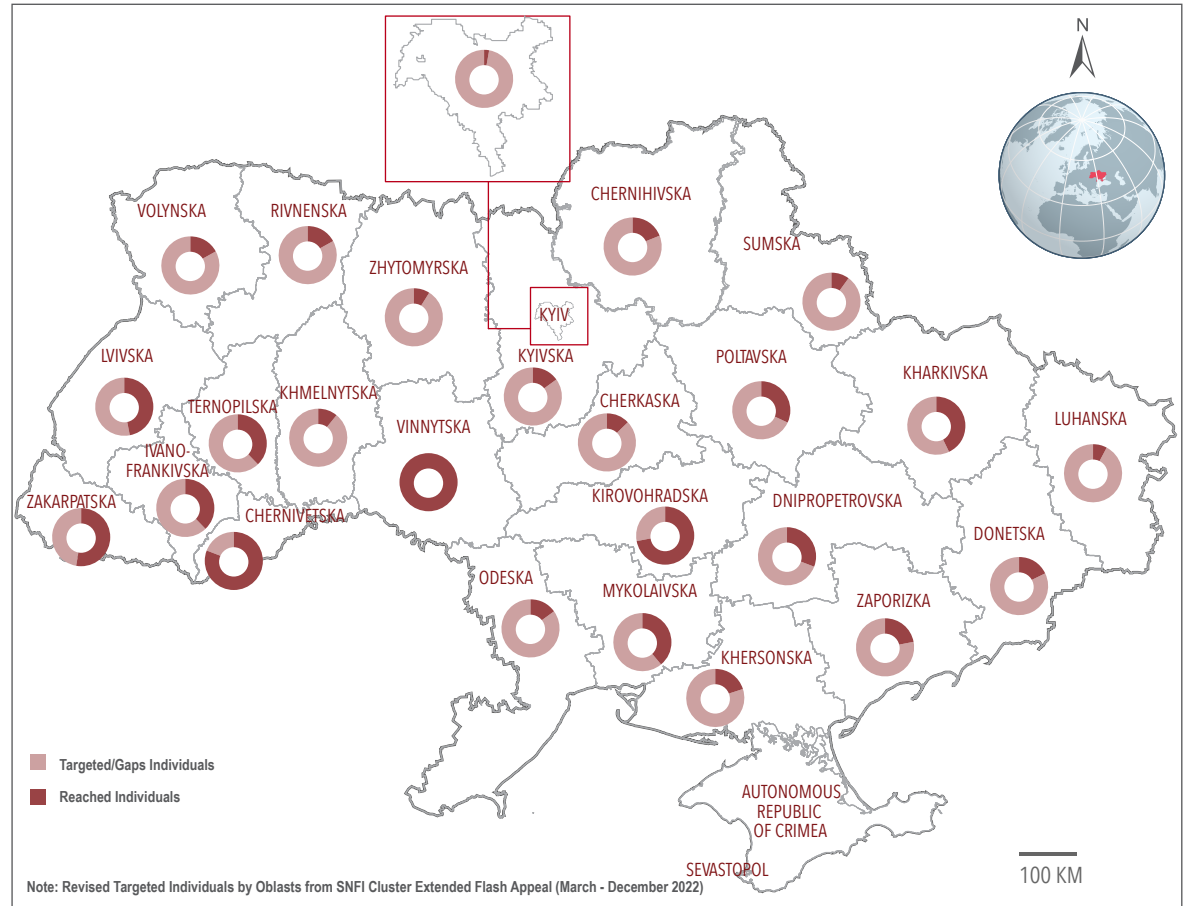 N
CHERNIHIVSKA
VOLYNSKA
RIVNENSKA
SUMSKA
ZHYTOMYRSKA
KYIV
LVIVSKA
KYIVSKA
POLTAVSKA
KHARKIVSKA
TERNOPILSKA
KHMELNYTSKA
CHERKASKA
VINNYTSKA
LUHANSKA
IVANO-
FRANKIVSKA
ZAKARPATSKA
CHERNIVETSKA
KIROVOHRADSKA
DNIPROPETROVSKA
DONETSKA
ODESKA
MYKOLAIVSKA
ZAPORIZKA
KHERSONSKA
Targeted/Gaps Individuals
Reached Individuals
AUTONOMOUS
REPUBLIC
OF CRIMEA
SEVASTOPOL
100 KM
Note: Revised Targeted Individuals by Oblasts from SNFI Cluster Extended Flash Appeal (March - December 2022)